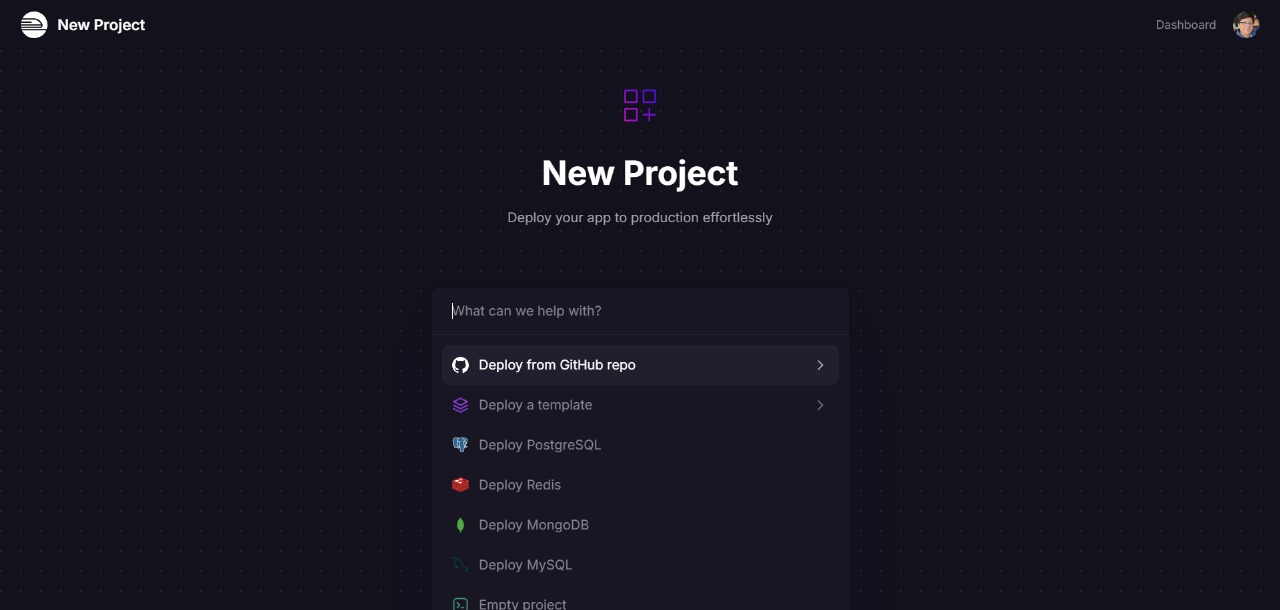 New Project
Dashboard
New Project
Deploy your app to production effortlessly
What can we help with?
Deploy from GitHub repo
Deploy a template
Deploy PostgreSQL
Deploy Redis
Deploy MongoDB
Deploy MySQL
Empty project